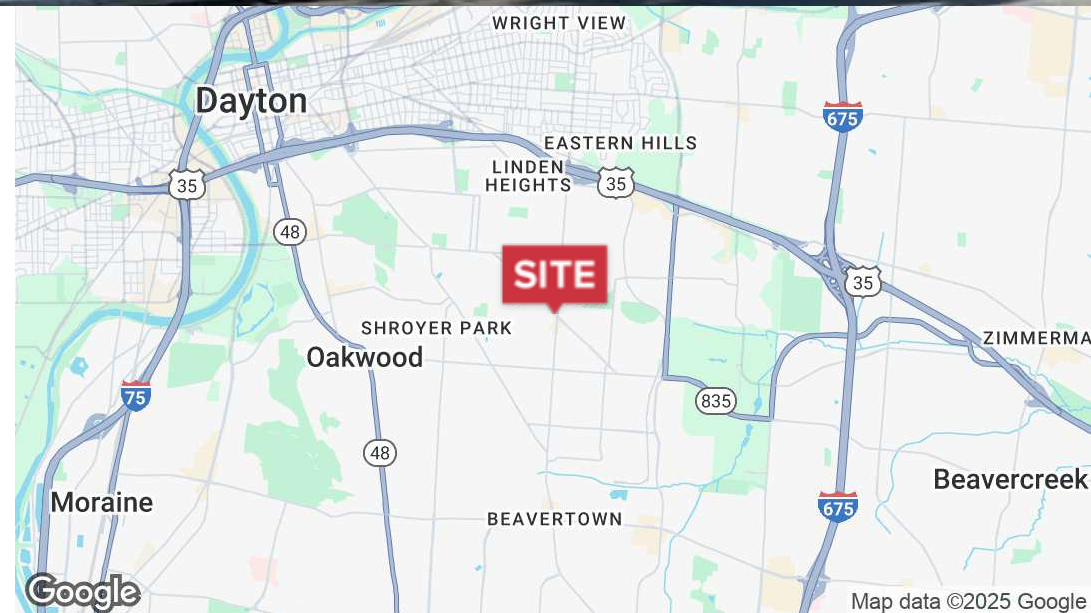 WRIGHT VIEW
Dayton
675
EASTERN HILLS
LINDEN
HEIGHTS
35
35
48
SITE
35
SHROYER PARK
ZIMMERMA
Oakwood
75
835
48
Beavercreek
Moraine
675
BEAVERTOWN
Google
Map data ©2025 Google